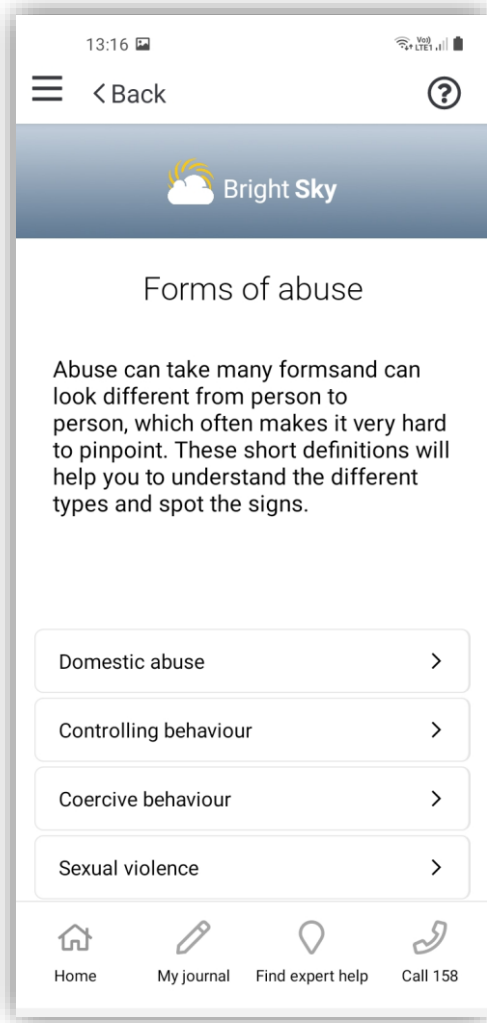 13:16
Vo)) LTE1
Back
?
Bright Sky
Forms of abuse
Abuse can take many formsand can
look different from person to
person, which often makes it very hard
to pinpoint. These short definitions will
help you to understand the different
types and spot the signs.
Domestic abuse
Controlling behaviour
Coercive behaviour
Sexual violence
Home My journal Find expert help Call 158